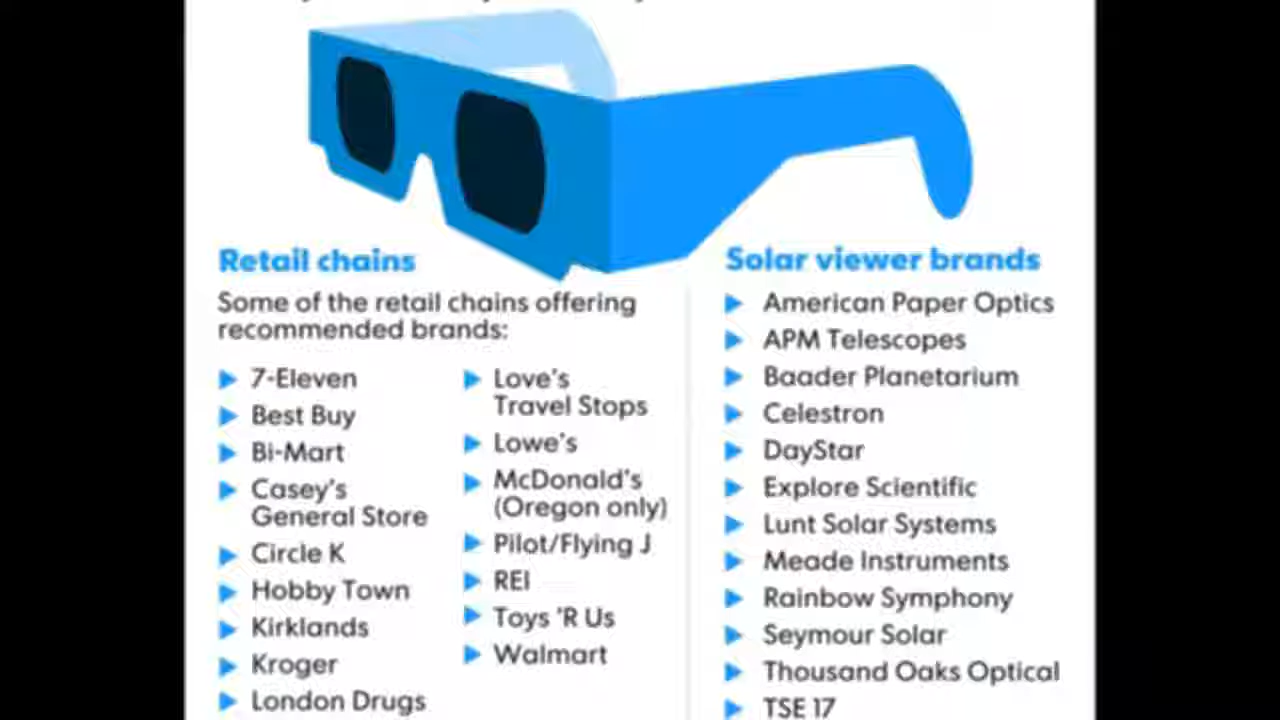 Retail chains
Some of the retail chains offering
recommended brands:
7-Eleven
Best Buy
Bi-Mart
Casey's
General Store
Circle K
Hobby Town
Kirklands
Kroger
London Drugs
Love's
Travel Stops
Lowe's
McDonald's
(Oregon only)
Pilot/Flying J
REI
Toys 'R Us
Walmart
Solar viewer brands
American Paper Optics
APM Telescopes
Baader Planetarium
Celestron
DayStar
Explore Scientific
Lunt Solar Systems
Meade Instruments
Rainbow Symphony
Seymour Solar
Thousand Oaks Optical
TSE 17